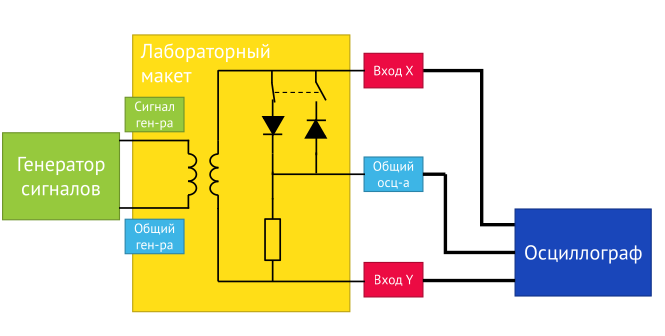 Лабораторный
макет
Вход X
Сигнал
ген-ра
Генератор
сигналов
Общий
осц-а
Общий
ген-ра
Осциллограф
Вход Y